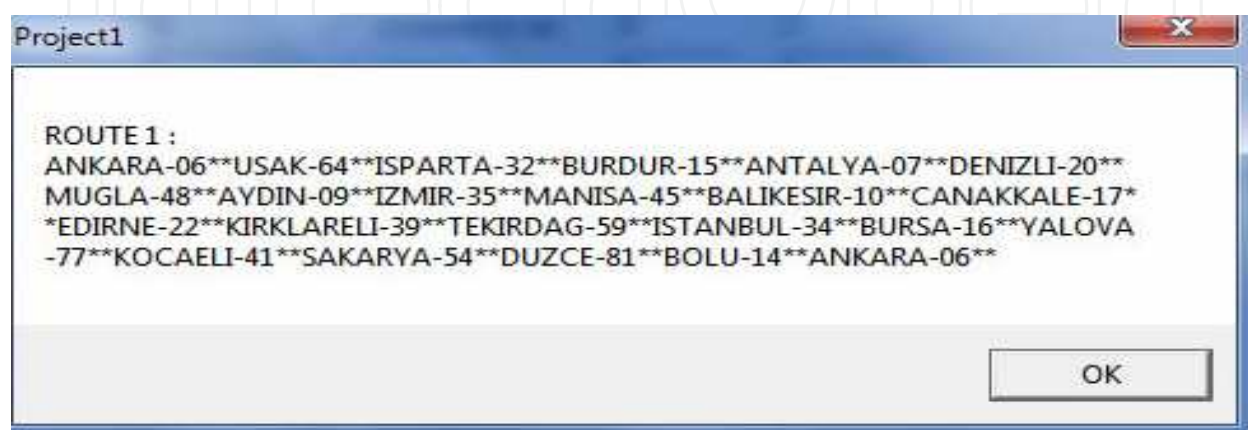 Project1
ROUTE 1 :
ANKARA-06**USAK-64**ISPARTA-32**BURDUR-15**ANTALYA-07**DENIZLI-20**
MUGLA-48**AYDIN-09**IZMIR-35**MANISA-45**BALIKESIR-10**CANAKKALE-17*
*EDIRNE-22**KIRKLARELI-39**TEKIRDAG-59**ISTANBUL-34**BURSA-16**YALOVA
-77**KOCAELI-41**SAKARYA-54**DUZCE-81**BOLU-14**ANKARA-06**
OK